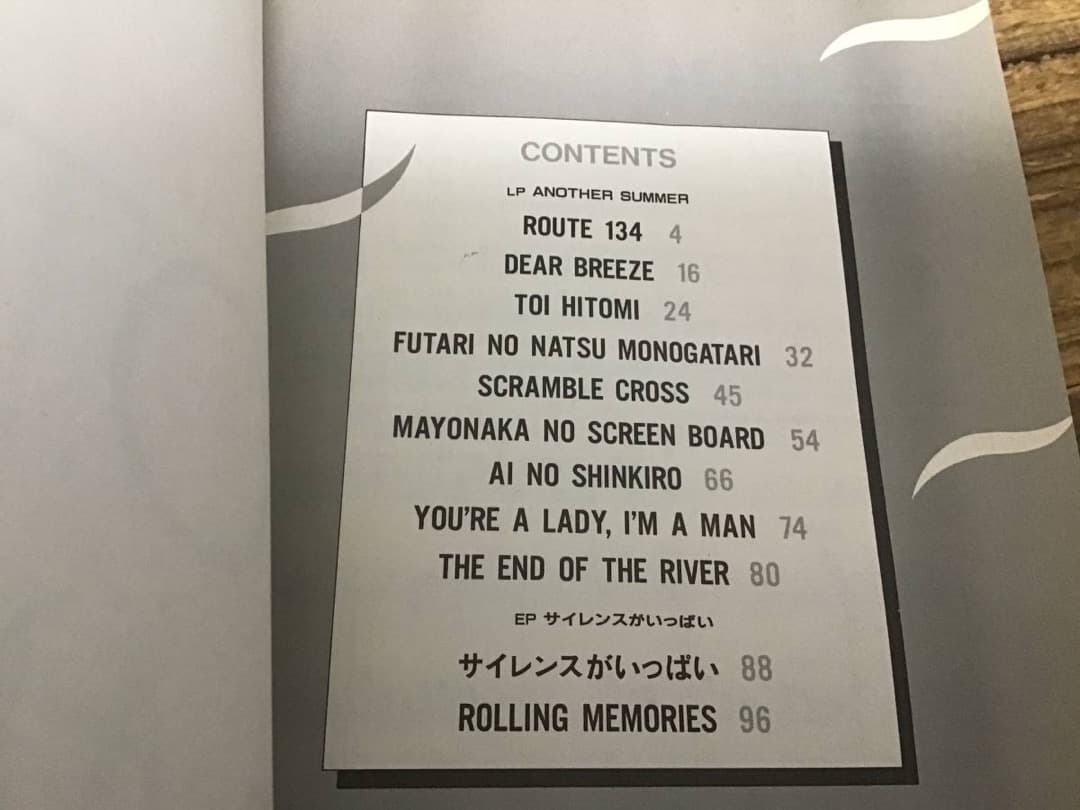 CONTENTS
LP ANOTHER SUMMER
ROUTE 134 4
DEAR BREEZE 16
TOI HITOMI 24
FUTARI NO NATSU MONOGATARI 32
SCRAMBLE CROSS 45
MAYONAKA NO SCREEN BOARD 54
AI NO SHINKIRO 66
YOU'RE A LADY, I'M A MAN 74
THE END OF THE RIVER 80
EP サイレンスがいっぱい
サイレンスがいっぱい 88
ROLLING MEMORIES 96